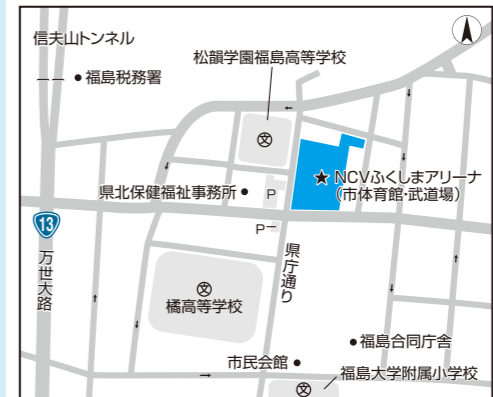 信夫山トンネル
松韻学園福島高等学校
●福島税務署
文
★NCVふくしまアリーナ
(市体育館・武道場)
県北保健福祉事務所●
P
P
13
万世大路
県庁通り
文
橘高等学校
●福島合同庁舎
市民会館●
福島大学附属小学校
文